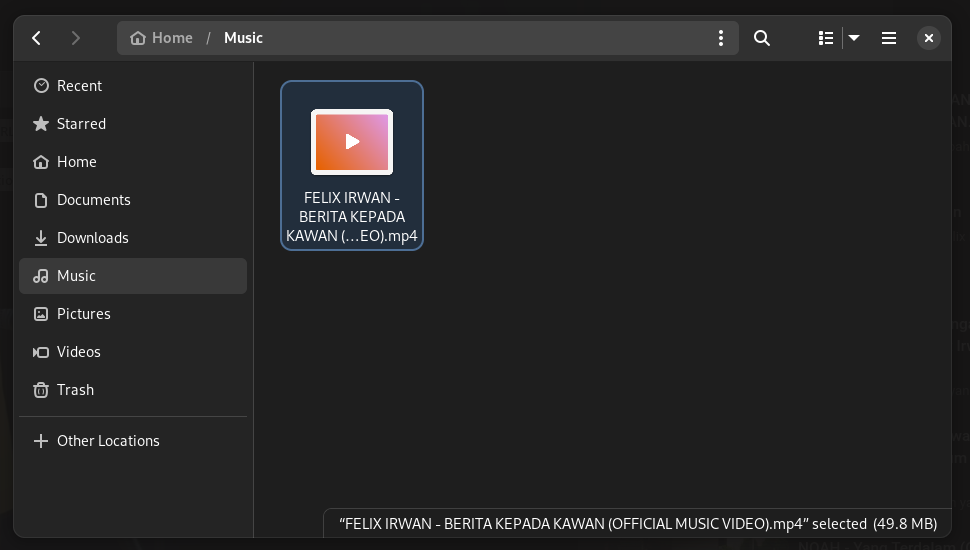 Home / Music
Recent
Starred
Home
Documents
Downloads
Music
Pictures
Videos
Trash
Other Locations
FELIX IRWAN -
BERITA KEPADA
KAWAN (...EO).mp4
“FELIX IRWAN - BERITA KEPADA KAWAN (OFFICIAL MUSIC VIDEO).mp4” selected (49.8 MB)